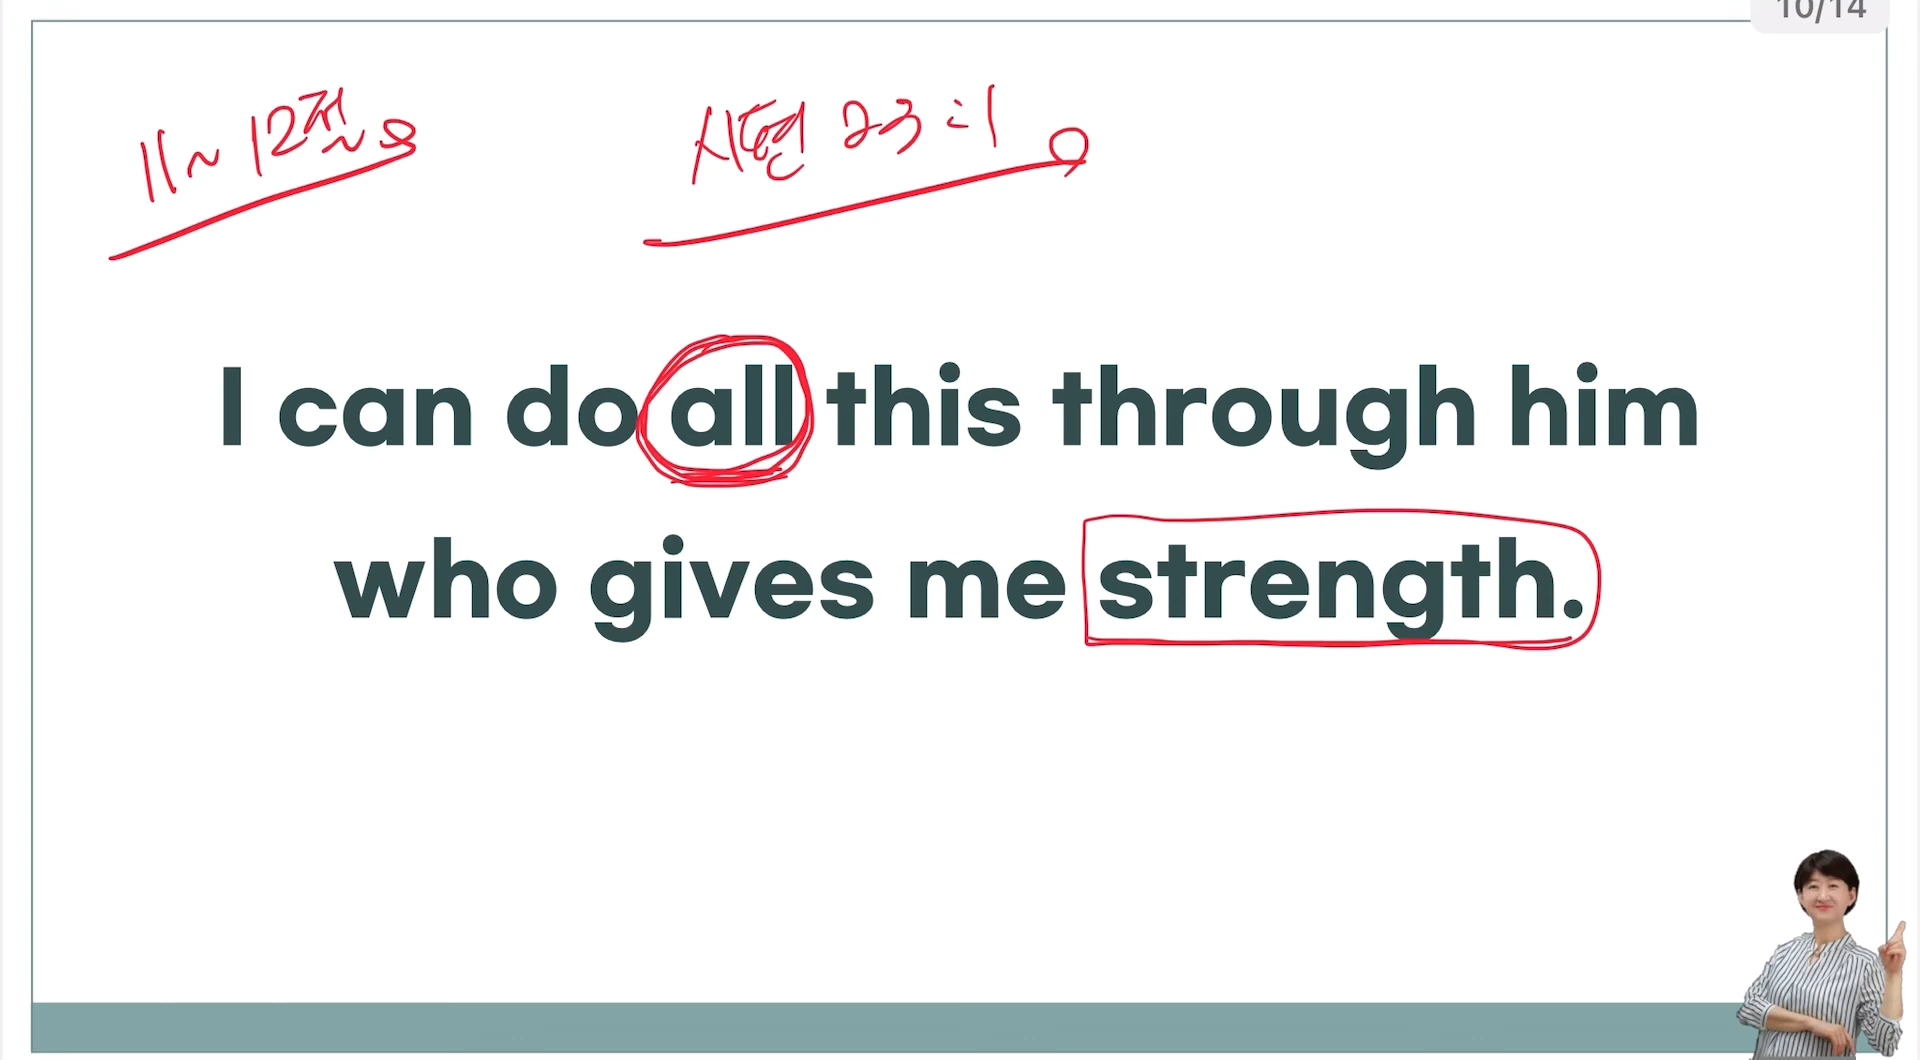 10/14
11~12절
시편 23:1
I can do all this through him
who gives me strength.